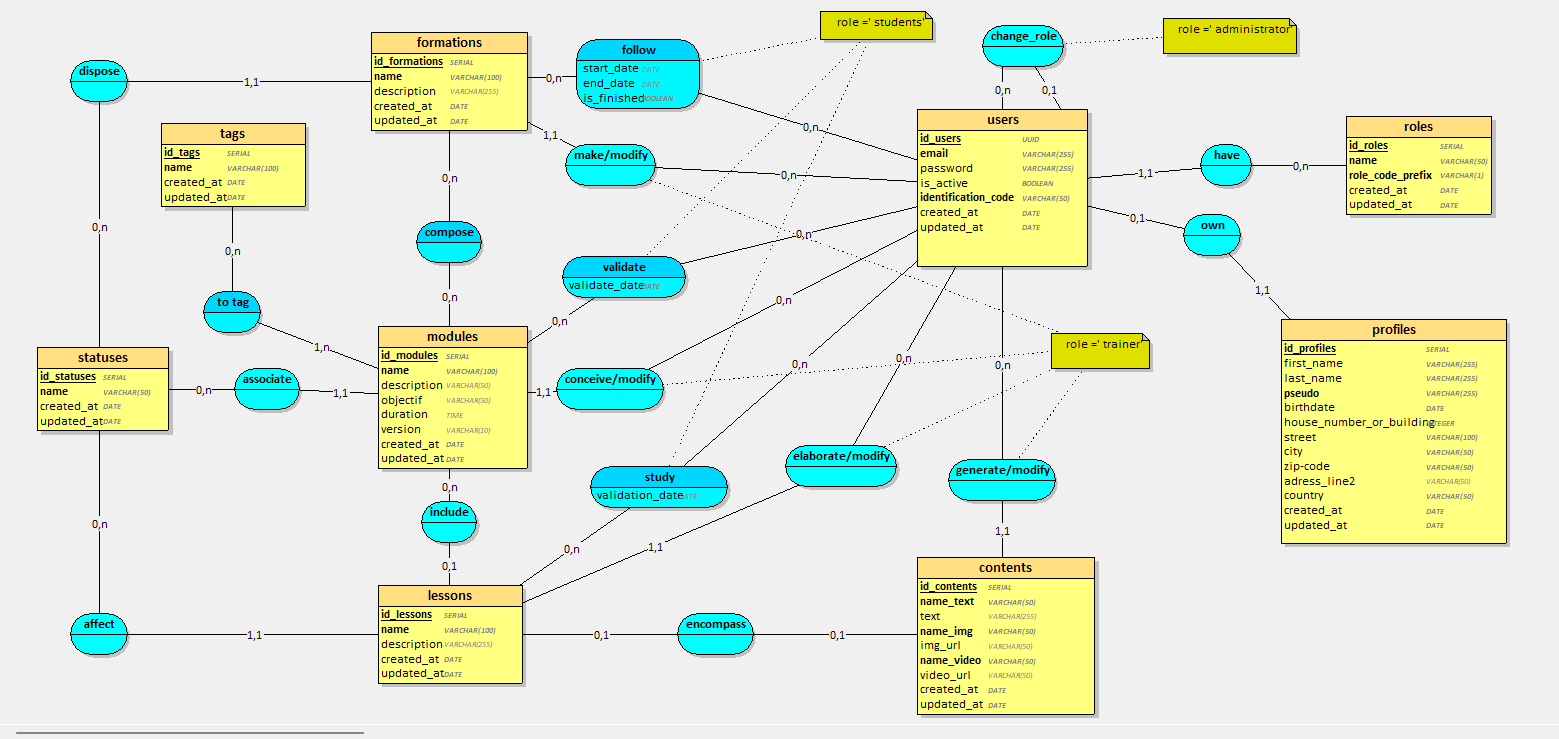 role =' students'
role =' administrator'
change_role
0,n
0,1
formations
id_formations SERIAL
name VARCHAR(100)
description VARCHAR(255)
created_at DATE
updated_at DATE
follow
start_date DATE
end_date DATE
is_finished BOOLEAN
0,n
0,n
dispose
1,1
0,n
tags
id_tags SERIAL
name VARCHAR(100)
created_at DATE
updated_at DATE
0,n
to tag
1,n
0,n
compose
0,n
1,1
make/modify
0,n
users
id_users UUID
email VARCHAR(255)
password VARCHAR(255)
is_active BOOLEAN
identification_code VARCHAR(50)
created_at DATE
updated_at DATE
1,1
have
0,n
roles
id_roles SERIAL
name VARCHAR(50)
role_code_prefix VARCHAR(1)
created_at DATE
updated_at DATE
0,1
own
1,1
validate
validate_date DATE
0,n
0,n
statuses
id_statuses SERIAL
name VARCHAR(50)
created_at DATE
updated_at DATE
0,n
associate
1,1
modules
id_modules SERIAL
name VARCHAR(100)
description VARCHAR(50)
objectif VARCHAR(50)
duration TIME
version VARCHAR(10)
created_at DATE
updated_at DATE
1,1
conceive/modify
0,n
role =' trainer'
profiles
id_profiles SERIAL
first_name VARCHAR(255)
last_name VARCHAR(255)
pseudo VARCHAR(255)
birthdate DATE
house_number_or_building INTEGER
street VARCHAR(100)
city VARCHAR(50)
zip-code VARCHAR(50)
adress_line2 VARCHAR(50)
country VARCHAR(50)
created_at DATE
updated_at DATE
0,n
study
validation_date DATE
0,n
0,n
elaborate/modify
1,1
0,n
generate/modify
1,1
0,n
include
0,1
0,n
affect
1,1
lessons
id_lessons SERIAL
name VARCHAR(100)
description VARCHAR(255)
created_at DATE
updated_at DATE
0,1
encompass
0,1
contents
id_contents SERIAL
name_text VARCHAR(50)
text VARCHAR(255)
name_img VARCHAR(50)
img_url VARCHAR(50)
name_video VARCHAR(50)
video_url VARCHAR(50)
created_at DATE
updated_at DATE